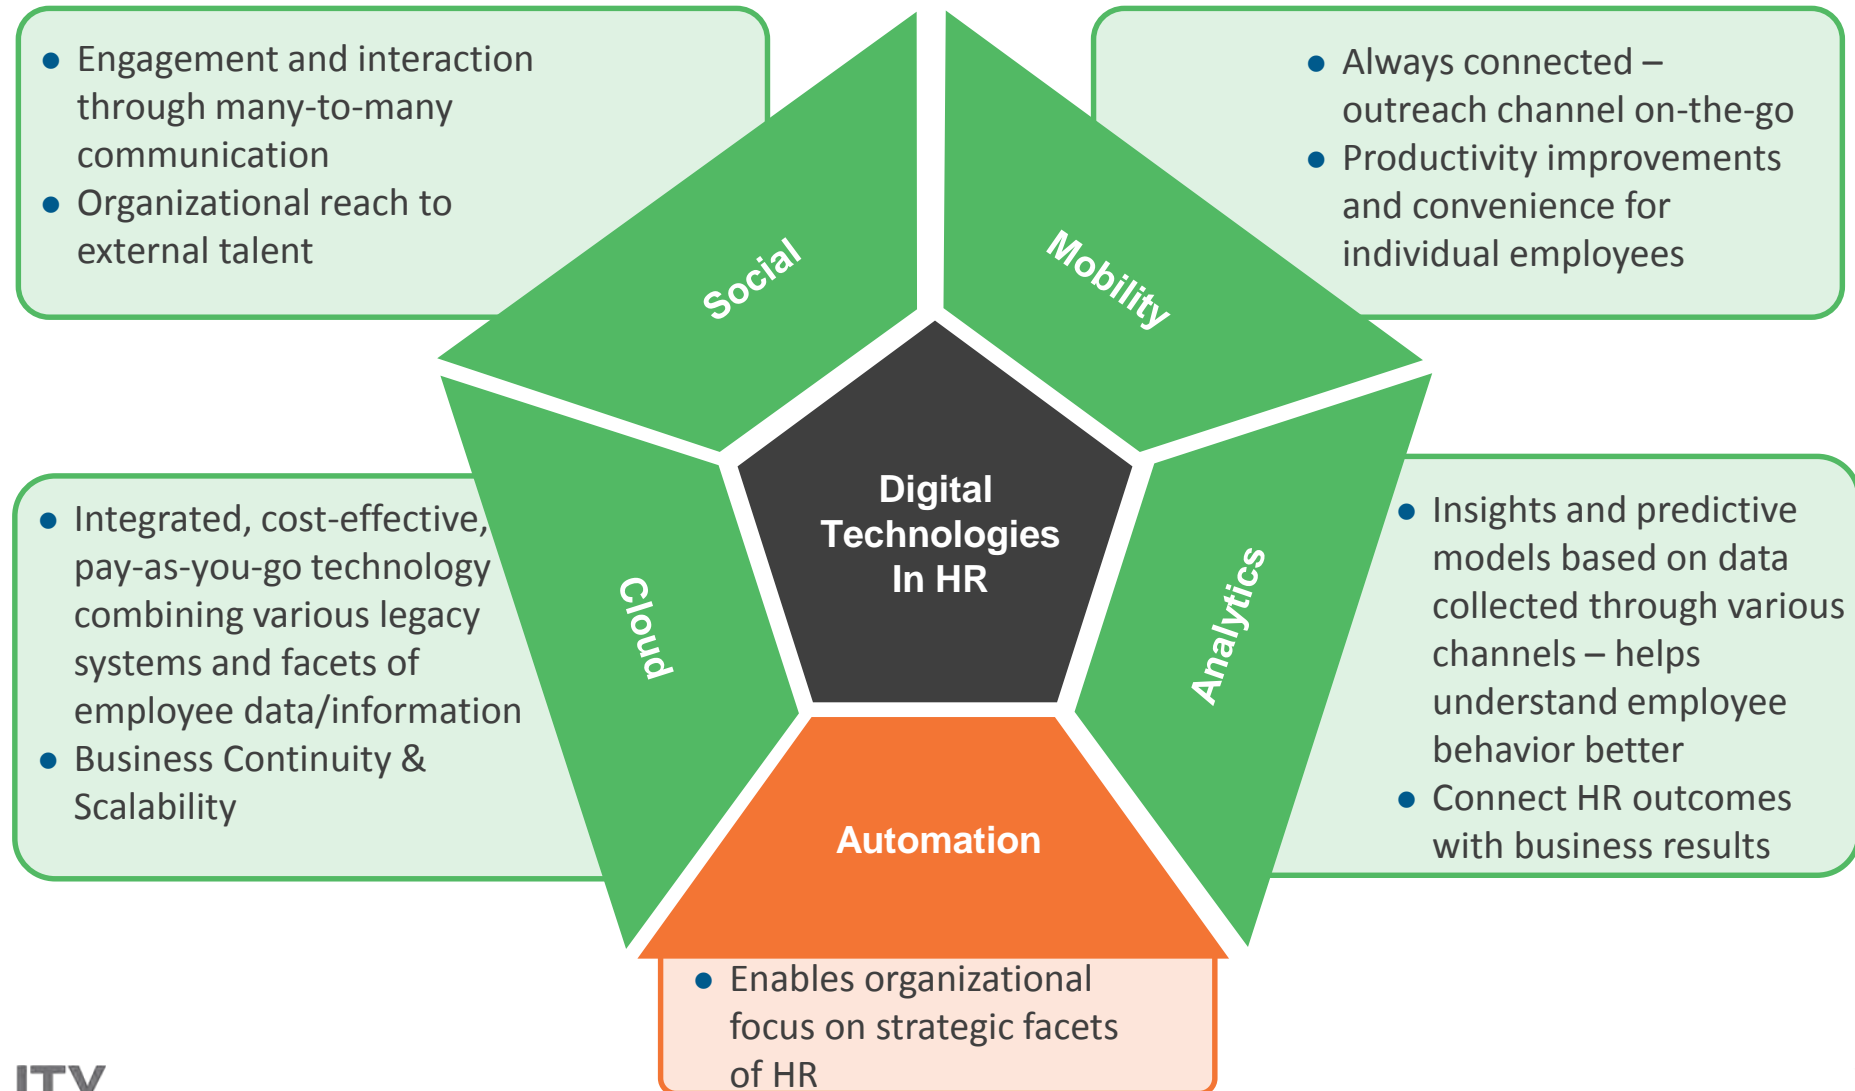 ● Engagement and interaction
through many-to-many
communication
● Organizational reach to
external talent
● Always connected –
outreach channel on-the-go
● Productivity improvements
and convenience for
individual employees
Social
Mobility
Digital
Technologies
In HR
● Integrated, cost-effective,
pay-as-you-go technology
combining various legacy
systems and facets of
employee data/information
● Business Continuity &
Scalability
Cloud
Analytics
● Insights and predictive
models based on data
collected through various
channels – helps
understand employee
behavior better
● Connect HR outcomes
with business results
Automation
● Enables organizational
focus on strategic facets
of HR
ITY